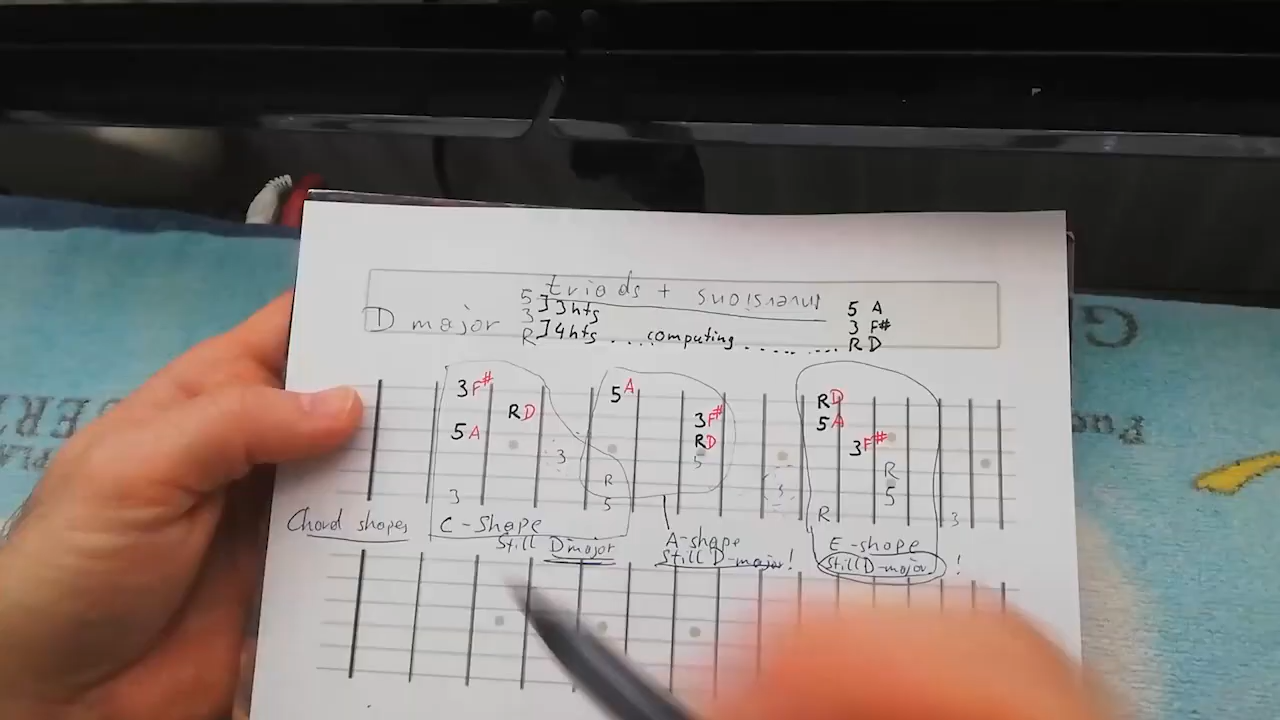 triads + inversions
5 ]3hts 5 A
3 3 F#
D major R ]4hts .... computing ........ R D
3 F# 5 A R D
R D 3 F# 5 A
5 A R D 3 F#
3 5 R
3 R 5 5
R 3
Chord shapes C-Shape A-shape E-shape
Still D major Still D-major! Still D-major !